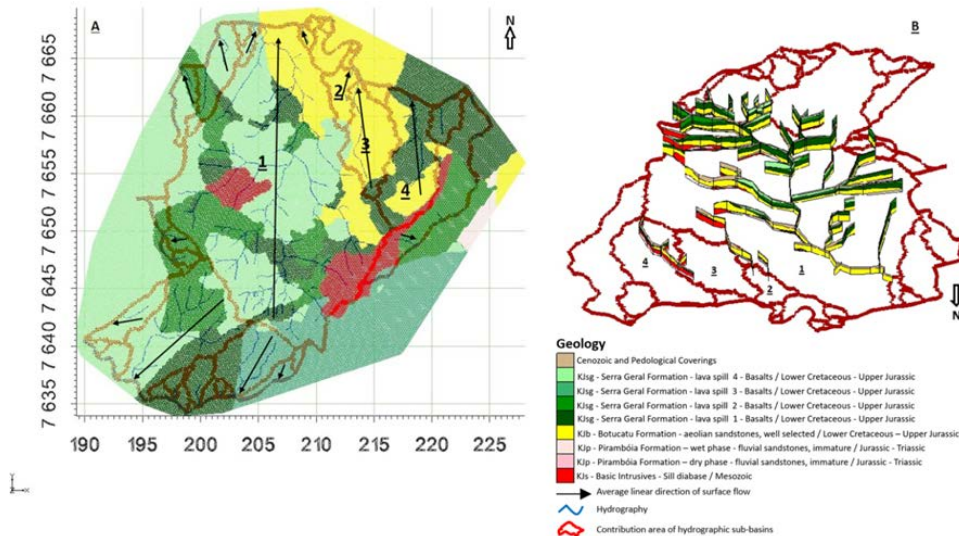 A
N
7 665
7 660
7 655
7 650
7 645
7 640
7 635
190
195
200
205
210
215
220
225
1
2
3
4
B
4
3
2
1
N
Geology
Cenozoic and Pedological Coverings
KJsg - Serra Geral Formation - lava spill 4 - Basalts / Lower Cretaceous - Upper Jurassic
KJsg - Serra Geral Formation - lava spill 3 - Basalts / Lower Cretaceous - Upper Jurassic
KJsg - Serra Geral Formation - lava spill 2 - Basalts / Lower Cretaceous - Upper Jurassic
KJsg - Serra Geral Formation - lava spill 1 - Basalts / Lower Cretaceous - Upper Jurassic
KJb - Botucatu Formation - aeolian sandstones, well selected / Lower Cretaceous – Upper Jurassic
KJp - Pirambóia Formation – wet phase - fluvial sandstones, immature / Jurassic - Triassic
KJp - Pirambóia Formation – dry phase - fluvial sandstones, immature / Jurassic - Triassic
KJs - Basic Intrusives - Sill diabase / Mesozoic
Average linear direction of surface flow
Hydrography
Contribution area of hydrographic sub-basins